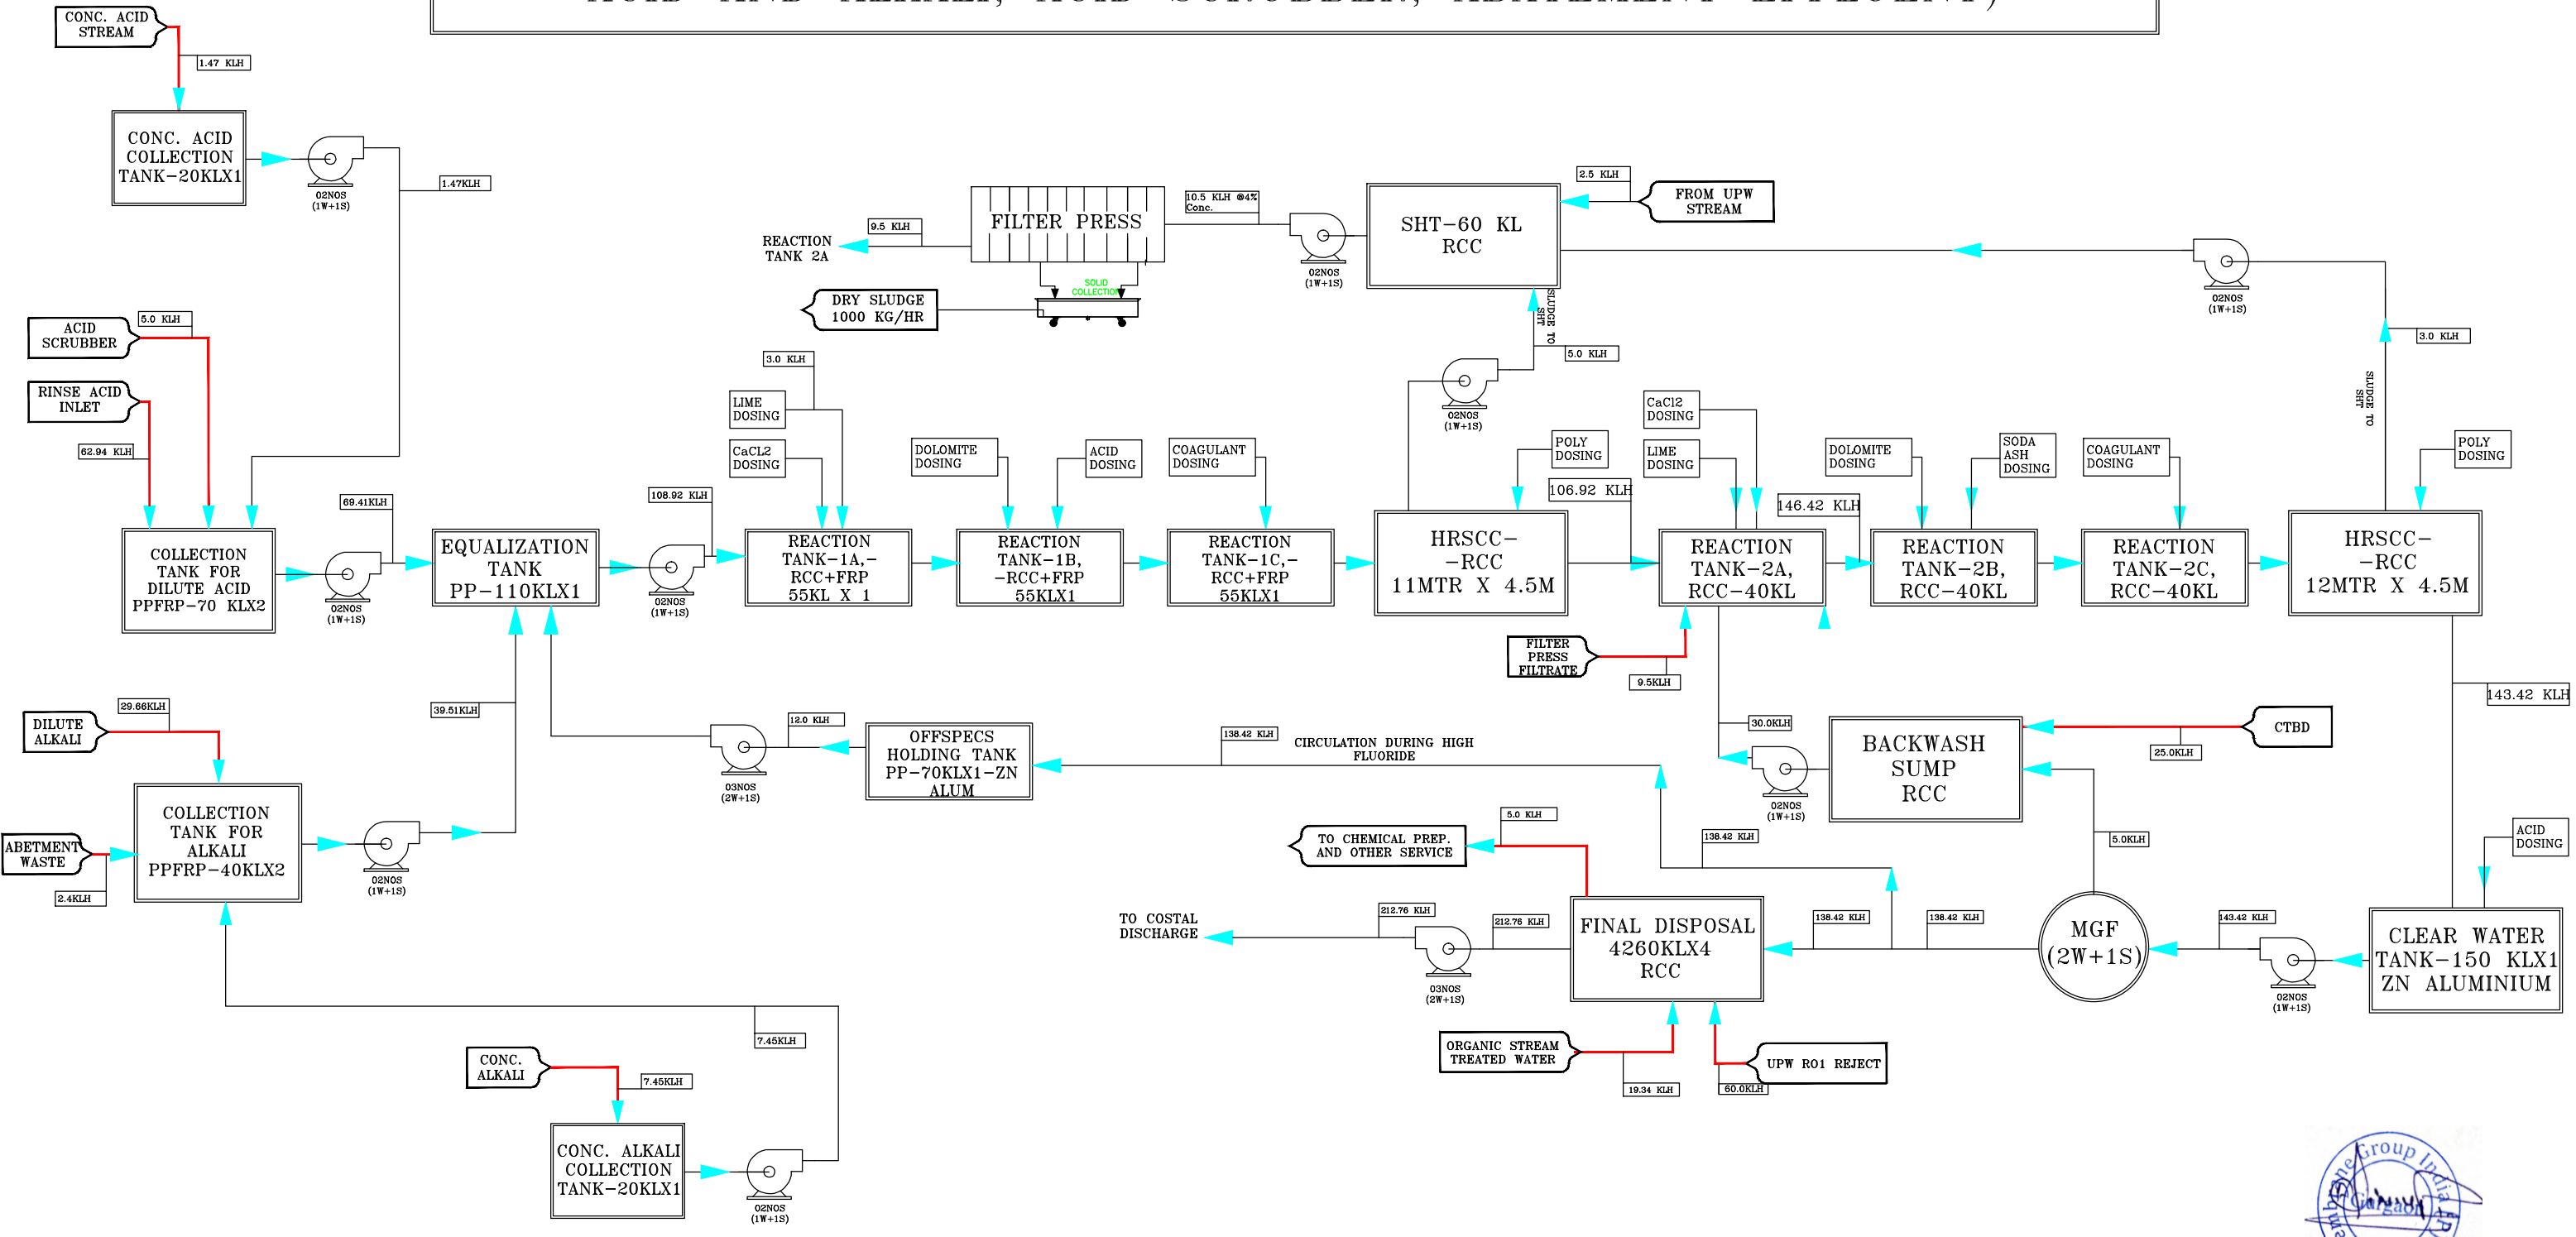 CONC. ACID
STREAM
1.47 KLH
CONC. ACID
COLLECTION
TANK-20KLX1
02NOS
(1W+1S)
1.47KLH
ACID
SCRUBBER
5.0 KLH
RINSE ACID
INLET
62.94 KLH
COLLECTION
TANK FOR
DILUTE ACID
PPFRP-70 KLX2
02NOS
(1W+1S)
69.41KLH
EQUALIZATION
TANK
PP-110KLX1
02NOS
(1W+1S)
108.92 KLH
3.0 KLH
LIME
DOSING
CaCL2
DOSING
REACTION
TANK-1A,-
RCC+FRP
55KL X 1
DOLOMITE
DOSING
ACID
DOSING
REACTION
TANK-1B,
-RCC+FRP
55KLX1
COAGULANT
DOSING
REACTION
TANK-1C,-
RCC+FRP
55KLX1
POLY
DOSING
HRSCC-
-RCC
11MTR X 4.5M
106.92 KLH
02NOS
(1W+1S)
5.0 KLH
SLUDGE TO
SHT
SHT-60 KL
RCC
2.5 KLH
FROM UPW
STREAM
02NOS
(1W+1S)
10.5 KLH @4%
Conc.
FILTER PRESS
9.5 KLH
REACTION
TANK 2A
SOLID
COLLECTION
DRY SLUDGE
1000 KG/HR
CaCl2
DOSING
LIME
DOSING
REACTION
TANK-2A,
RCC-40KL
146.42 KLH
DOLOMITE
DOSING
SODA
ASH
DOSING
REACTION
TANK-2B,
RCC-40KL
COAGULANT
DOSING
REACTION
TANK-2C,
RCC-40KL
POLY
DOSING
HRSCC-
-RCC
12MTR X 4.5M
SLUDGE TO
SHT
3.0 KLH
02NOS
(1W+1S)
FILTER
PRESS
FILTRATE
9.5KLH
30.0KLH
02NOS
(1W+1S)
BACKWASH
SUMP
RCC
CTBD
25.0KLH
5.0KLH
143.42 KLH
ACID
DOSING
CLEAR WATER
TANK-150 KLX1
ZN ALUMINIUM
02NOS
(1W+1S)
143.42 KLH
MGF
(2W+1S)
138.42 KLH
138.42 KLH
138.42 KLH
138.42 KLH
CIRCULATION DURING HIGH
FLUORIDE
OFFSPECS
HOLDING TANK
PP-70KLX1-ZN
ALUM
12.0 KLH
03NOS
(2W+1S)
39.51KLH
DILUTE
ALKALI
29.66KLH
ABETMENT
WASTE
2.4KLH
COLLECTION
TANK FOR
ALKALI
PPFRP-40KLX2
02NOS
(1W+1S)
7.45KLH
CONC.
ALKALI
7.45KLH
CONC. ALKALI
COLLECTION
TANK-20KLX1
02NOS
(1W+1S)
TO CHEMICAL PREP.
AND OTHER SERVICE
5.0 KLH
FINAL DISPOSAL
4260KLX4
RCC
212.76 KLH
03NOS
(2W+1S)
212.76 KLH
TO COSTAL
DISCHARGE
ORGANIC STREAM
TREATED WATER
19.34 KLH
UPW RO1 REJECT
60.0KLH
Group India
Gurgaon